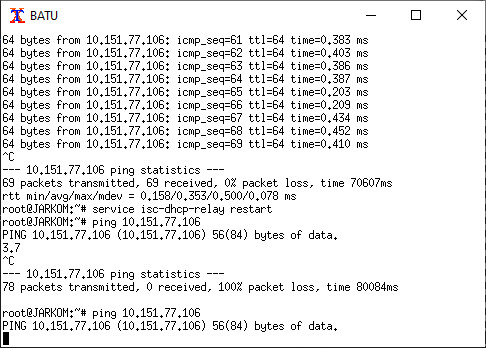 BATU
64 bytes from 10.151.77.106: icmp_seq=61 ttl=64 time=0.383 ms
64 bytes from 10.151.77.106: icmp_seq=62 ttl=64 time=0.403 ms
64 bytes from 10.151.77.106: icmp_seq=63 ttl=64 time=0.386 ms
64 bytes from 10.151.77.106: icmp_seq=64 ttl=64 time=0.387 ms
64 bytes from 10.151.77.106: icmp_seq=65 ttl=64 time=0.203 ms
64 bytes from 10.151.77.106: icmp_seq=66 ttl=64 time=0.209 ms
64 bytes from 10.151.77.106: icmp_seq=67 ttl=64 time=0.434 ms
64 bytes from 10.151.77.106: icmp_seq=68 ttl=64 time=0.452 ms
64 bytes from 10.151.77.106: icmp_seq=69 ttl=64 time=0.410 ms
^C
--- 10.151.77.106 ping statistics ---
69 packets transmitted, 69 received, 0% packet loss, time 70607ms
rtt min/avg/max/mdev = 0.158/0.353/0.500/0.078 ms
root@JARKOM:~# service isc-dhcp-relay restart
root@JARKOM:~# ping 10.151.77.106
PING 10.151.77.106 (10.151.77.106) 56(84) bytes of data.
3.7
^C
--- 10.151.77.106 ping statistics ---
78 packets transmitted, 0 received, 100% packet loss, time 80084ms
root@JARKOM:~# ping 10.151.77.106
PING 10.151.77.106 (10.151.77.106) 56(84) bytes of data.